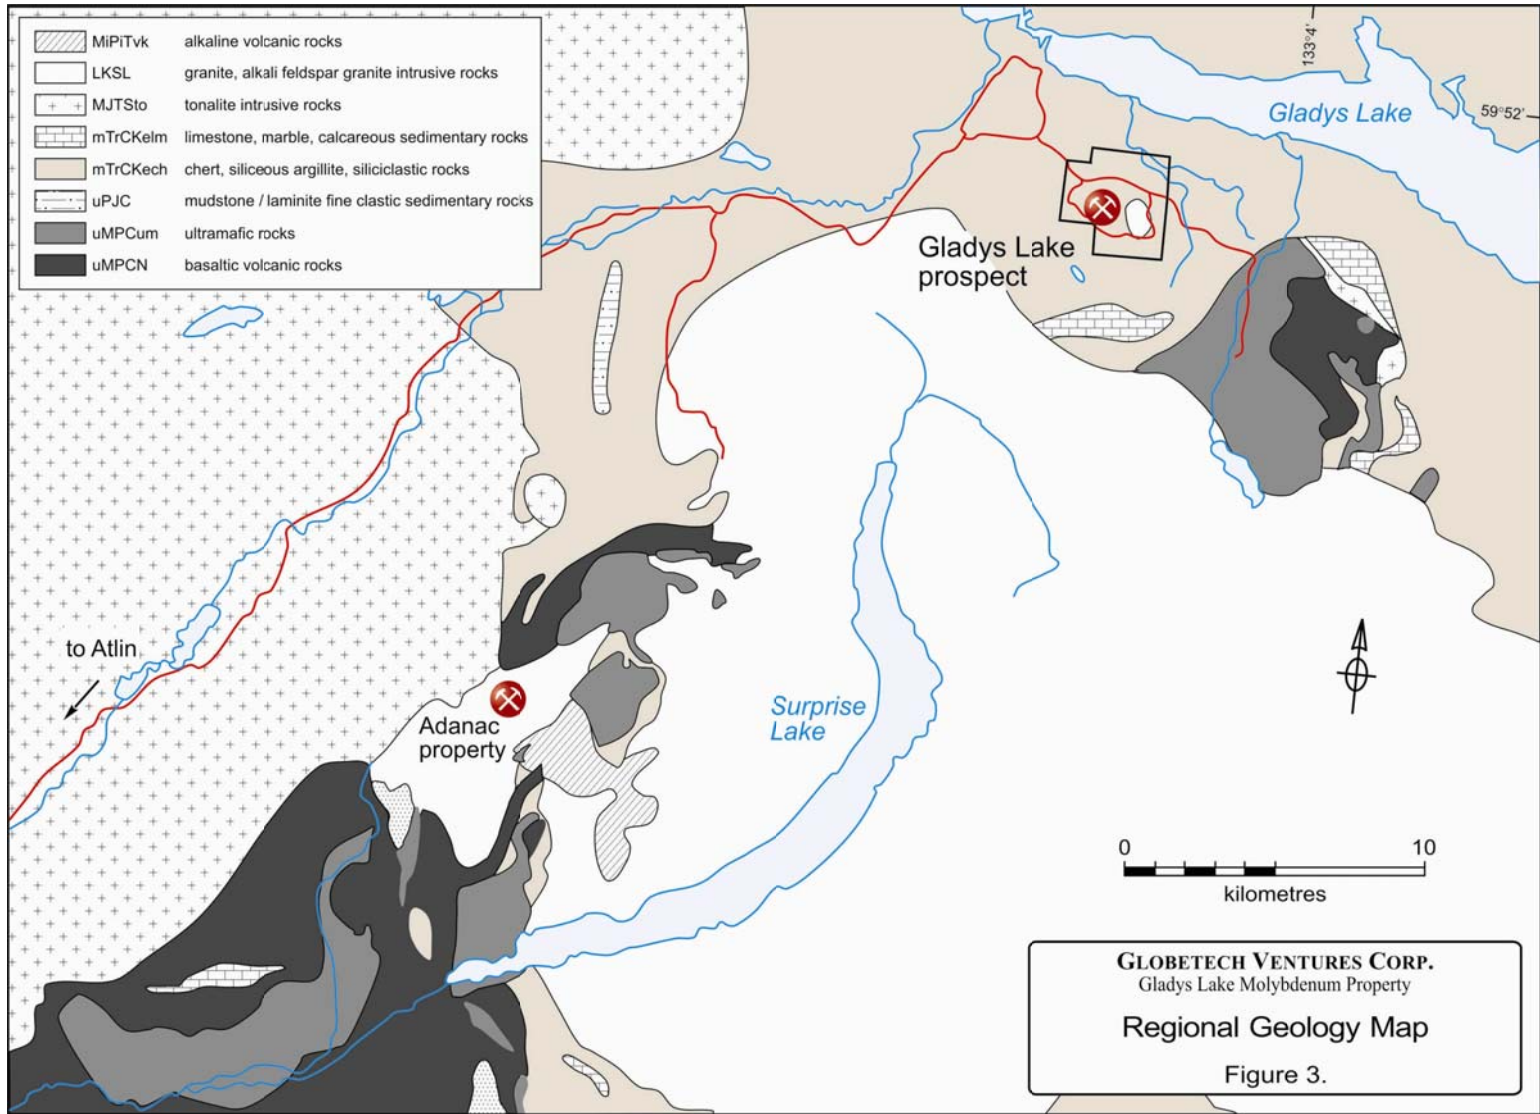 MiPiTvk alkaline volcanic rocks
LKSL granite, alkali feldspar granite intrusive rocks
MJTSto tonalite intrusive rocks
mTrCKelm limestone, marble, calcareous sedimentary rocks
mTrCKech chert, siliceous argillite, siliciclastic rocks
uPJC mudstone / laminite fine clastic sedimentary rocks
uMPCum ultramafic rocks
uMPCN basaltic volcanic rocks
133°4'
59°52'
Gladys Lake
Gladys Lake
prospect
to Atlin
Adanac
property
Surprise
Lake
0 10
kilometres
GLOBETECH VENTURES CORP.
Gladys Lake Molybdenum Property
Regional Geology Map
Figure 3.